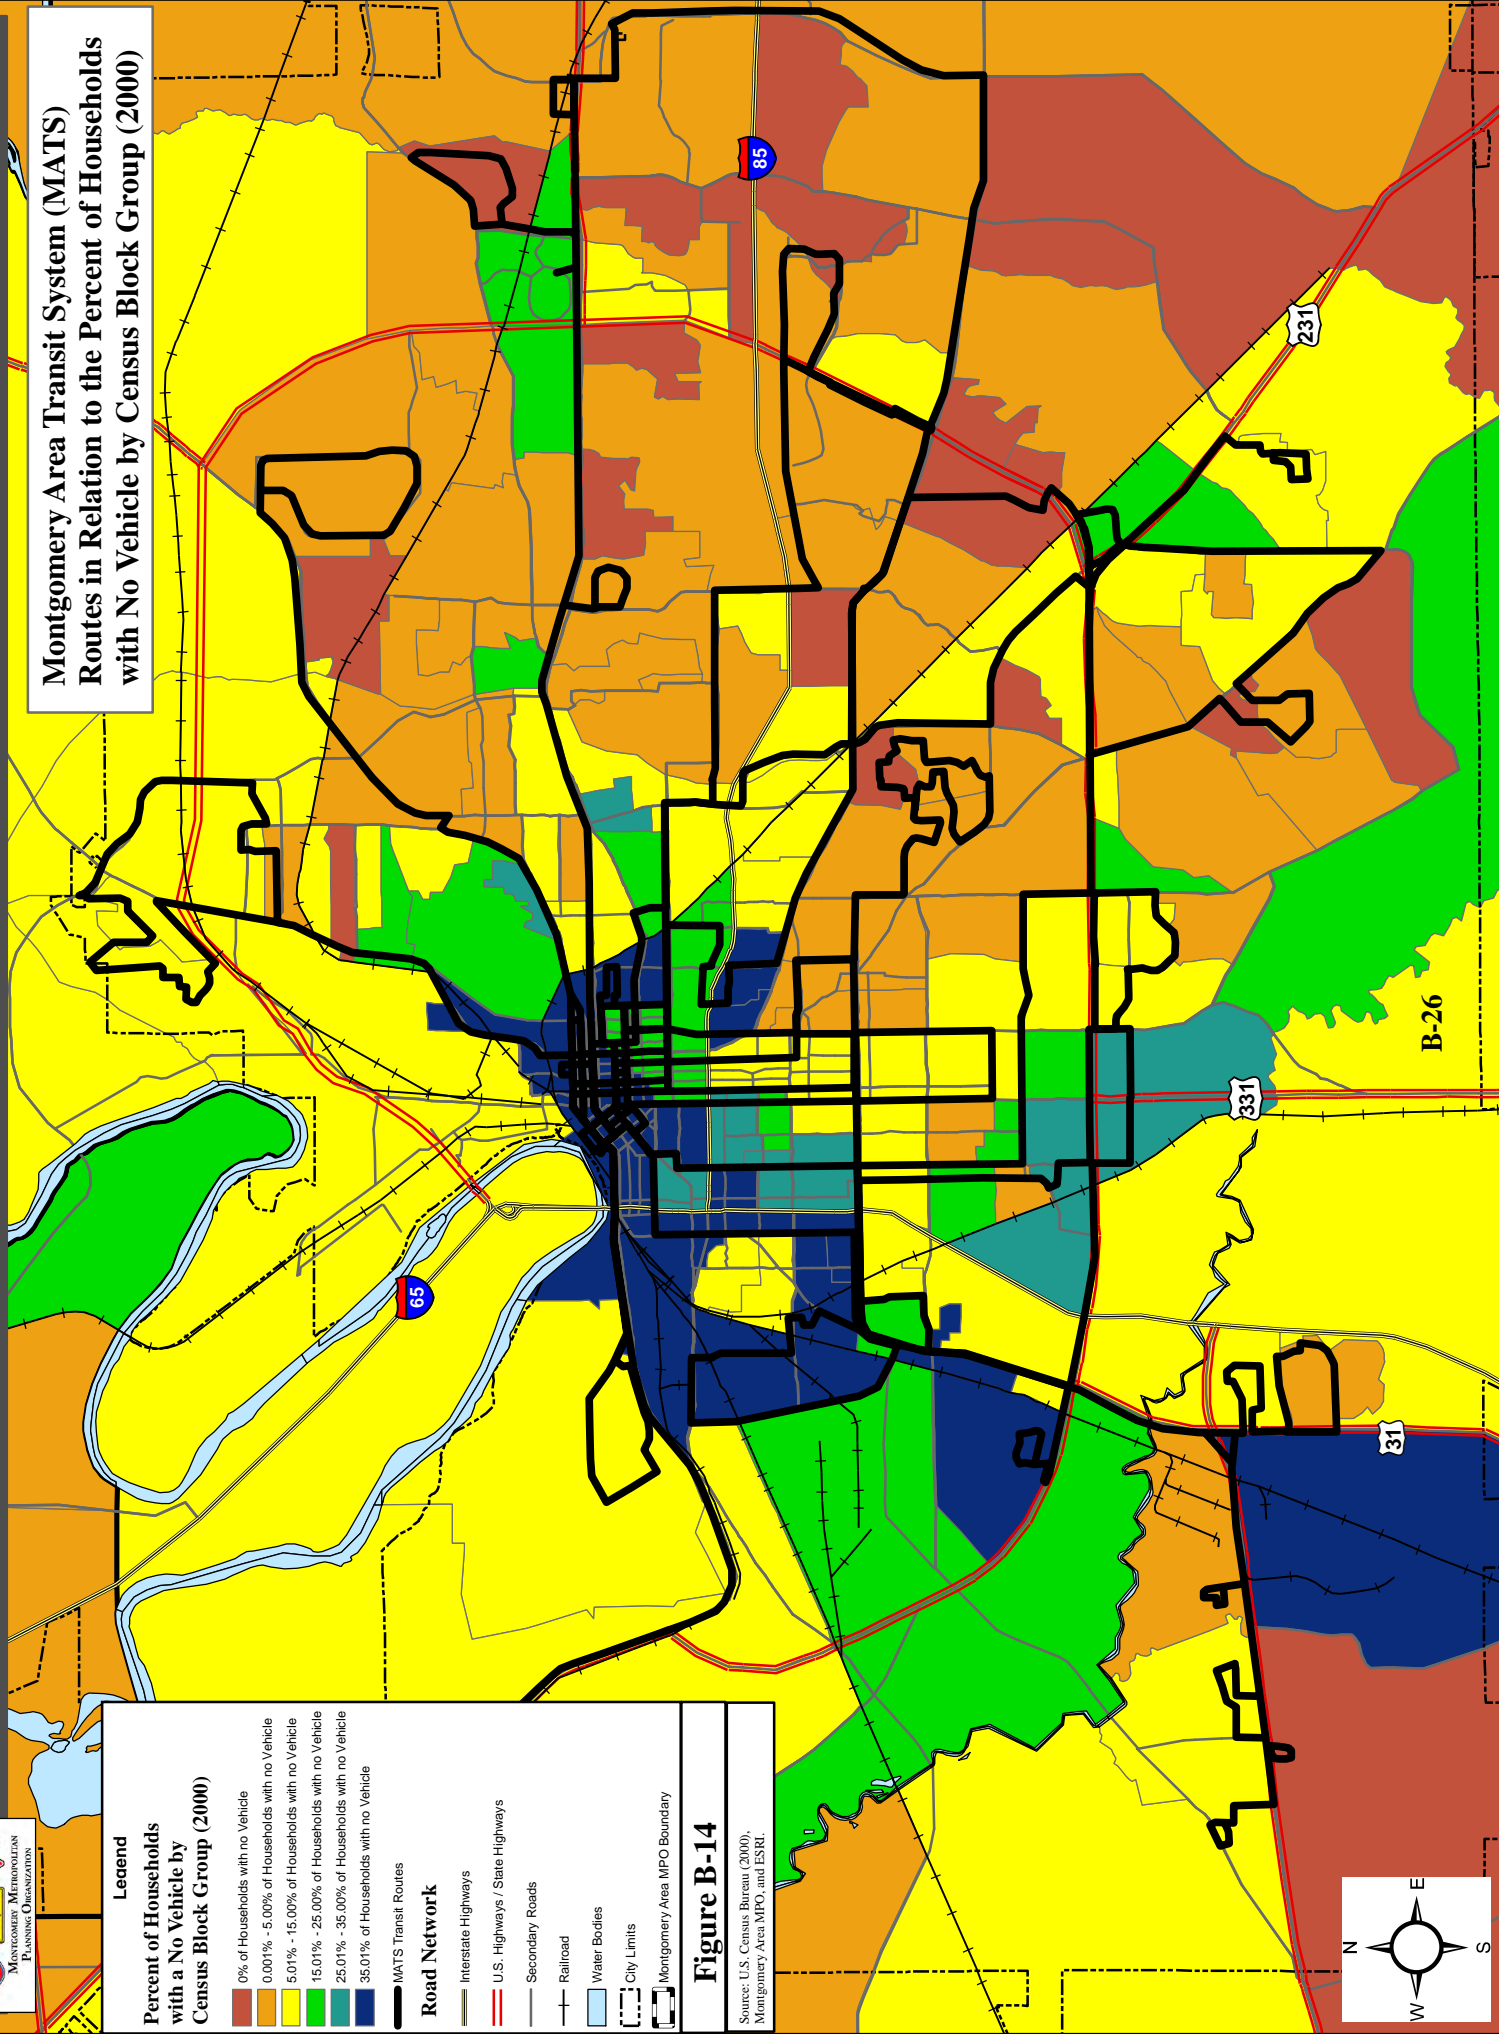 Montgomery Area Transit System (MATS)
Routes in Relation to the Percent of Households
with No Vehicle by Census Block Group (2000)
85
231
65
331
31
B-26
MONTGOMERY METROPOLITAN
PLANNING ORGANIZATION
Legend
Percent of Households
with a No Vehicle by
Census Block Group (2000)
0% of Households with no Vehicle
0.001% - 5.00% of Households with no Vehicle
5.01% - 15.00% of Households with no Vehicle
15.01% - 25.00% of Households with no Vehicle
25.01% - 35.00% of Households with no Vehicle
35.01% of Households with no Vehicle
MATS Transit Routes
Road Network
Interstate Highways
U.S. Highways / State Highways
Secondary Roads
Railroad
Water Bodies
City Limits
Montgomery Area MPO Boundary
Figure B-14
Source: U.S. Census Bureau (2000),
Montgomery Area MPO, and ESRI.
N
W
E
S